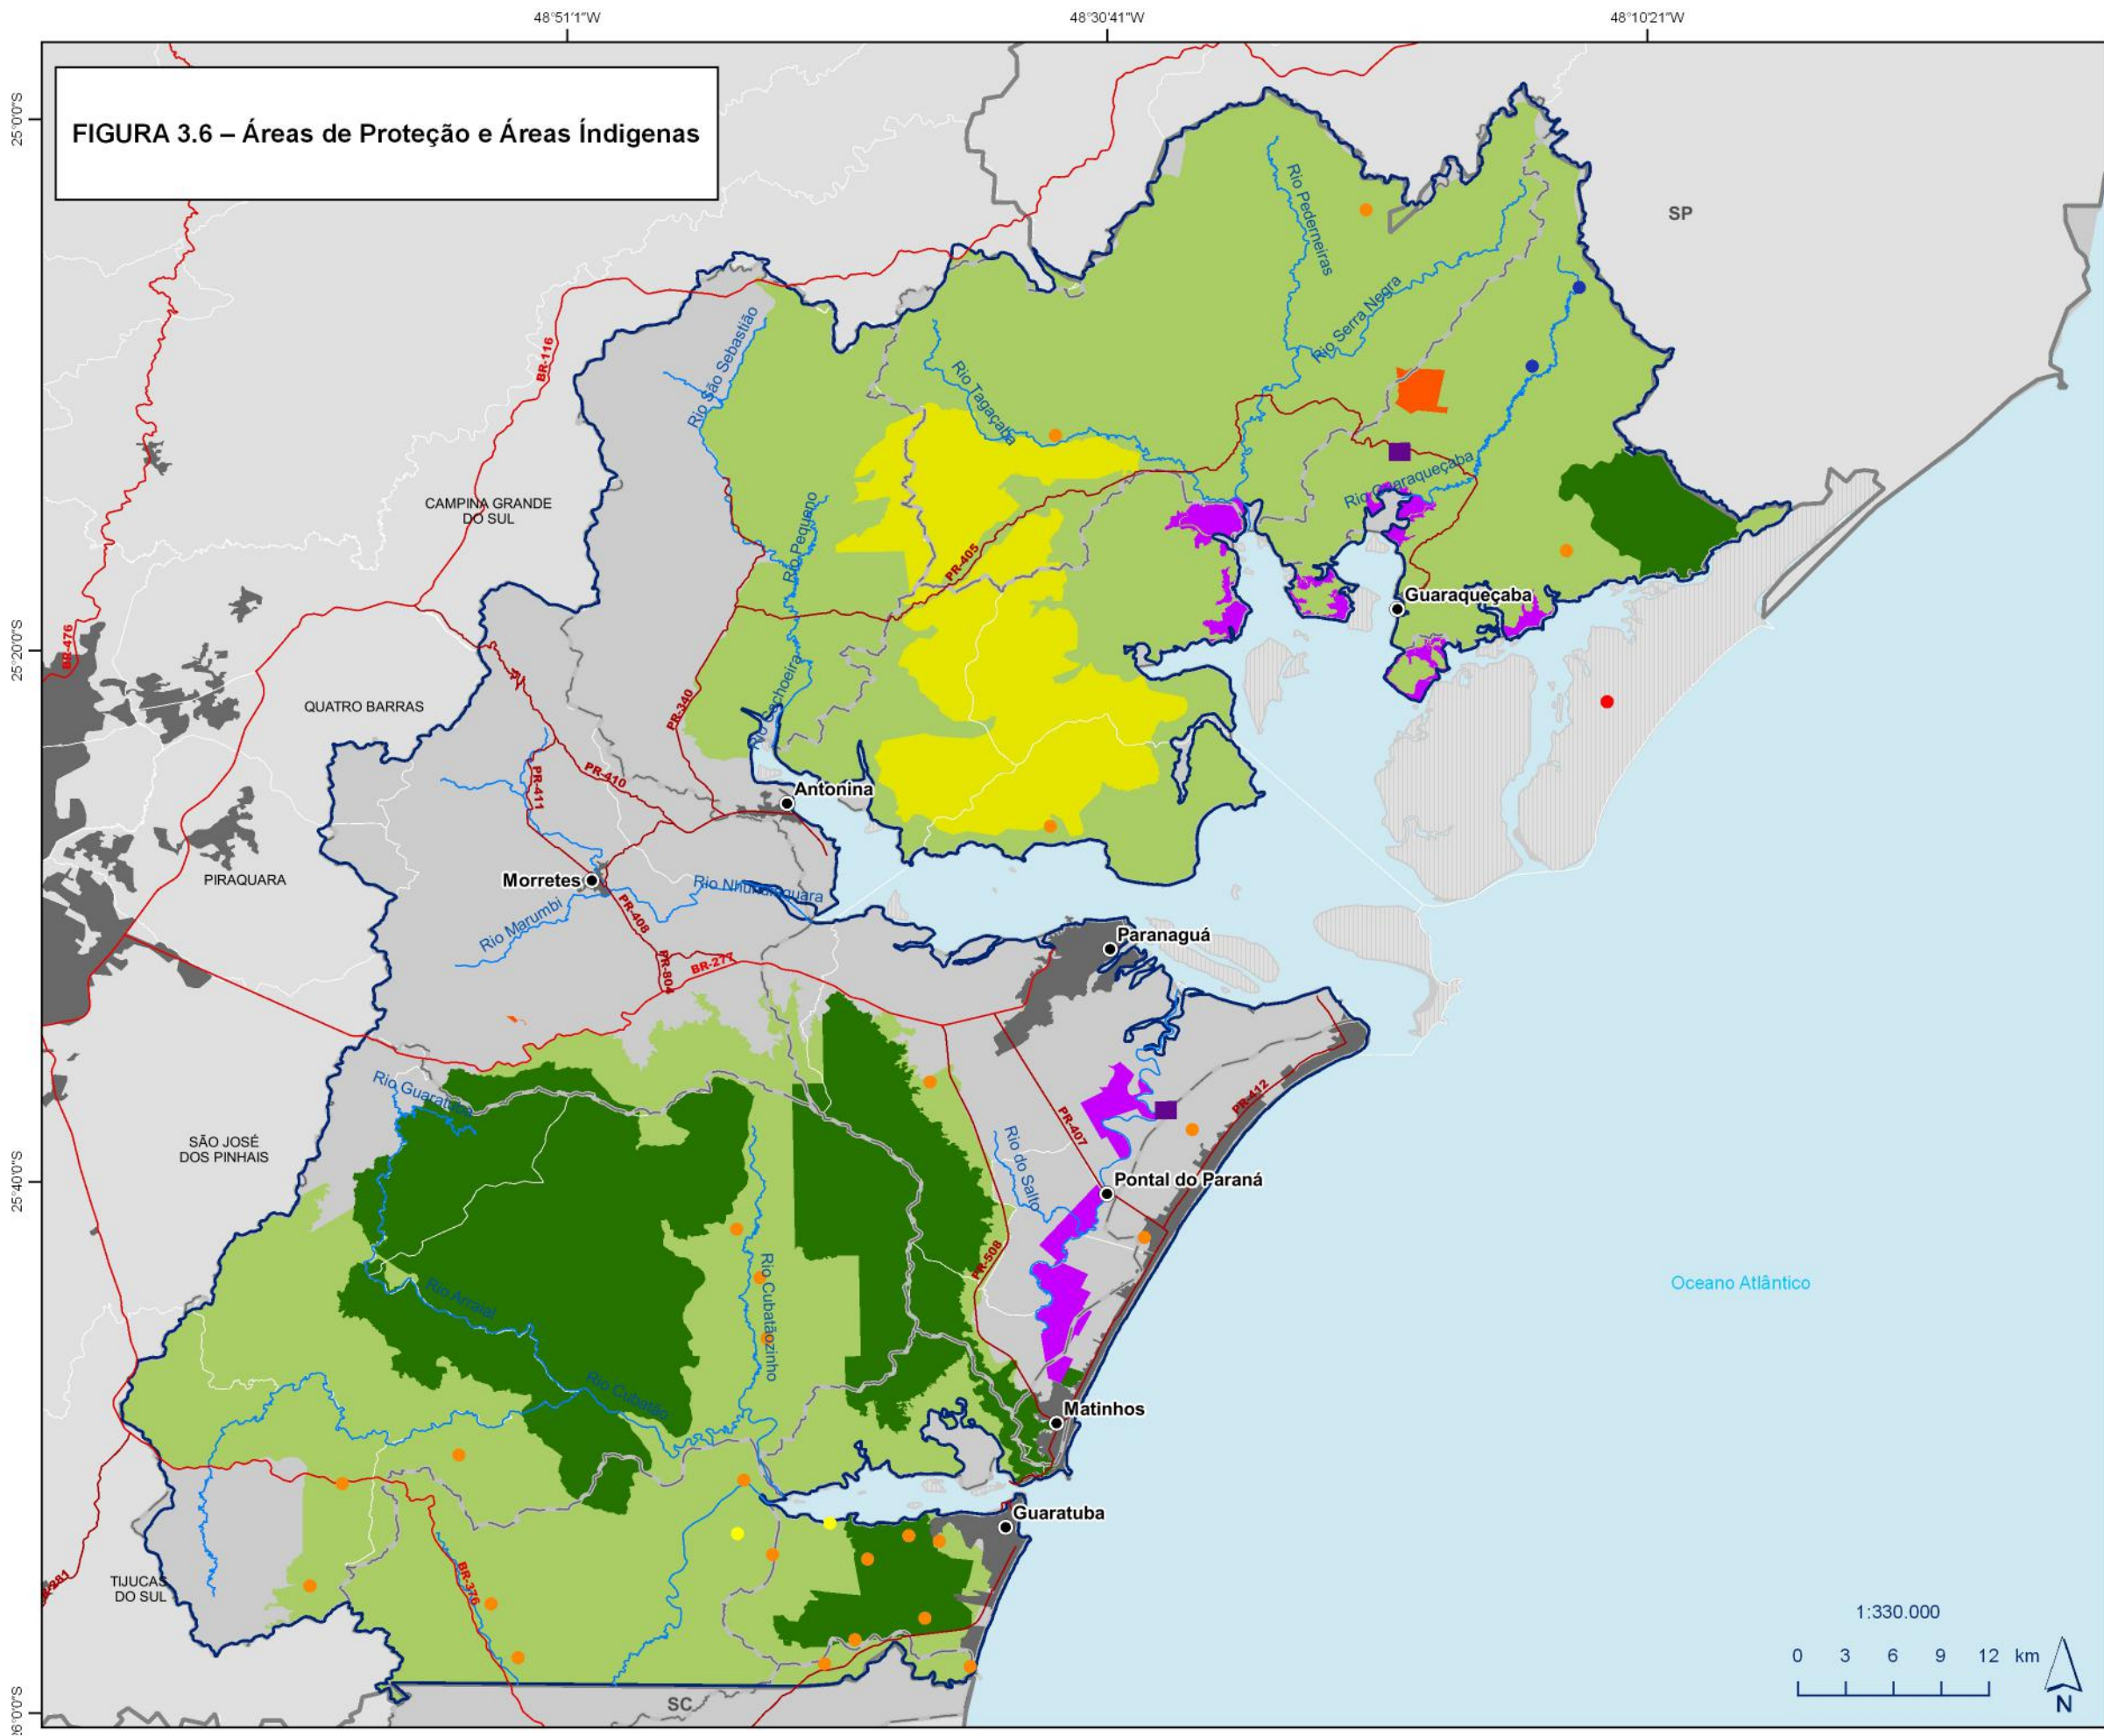 48°51'1"W
48°30'41"W
48°10'21"W
25°0'0"S
FIGURA 3.6 – Áreas de Proteção e Áreas Índigenas
SP
Rio Pederneiras
Rio Serra Negra
BR-116
Rio São Sebastião
Rio Tagaçaba
CAMPINA GRANDE
DO SUL
Rio Guaraqueçaba
Rio Pequeno
PR-405
Guaraqueçaba
BR-476
25°20'0"S
QUATRO BARRAS
PR-340
Rio Cachoeira
PR-410
PR-411
Antonina
PIRAQUARA
Morretes
Rio Nhundiaquara
Rio Marumbi
PR-408
Paranaguá
PR-804
BR-277
Rio Guaratuba
PR-412
PR-407
SÃO JOSÉ
DOS PINHAIS
Rio do Salto
25°40'0"S
Pontal do Paraná
PR-508
Rio Cubatãozinho
Oceano Atlântico
Rio Arraial
Rio Cubatão
Matinhos
Guaratuba
TIJUCAS
DO SUL
BR-376
1:330.000
0 3 6 9 12 km
N
SC
26°0'0"S